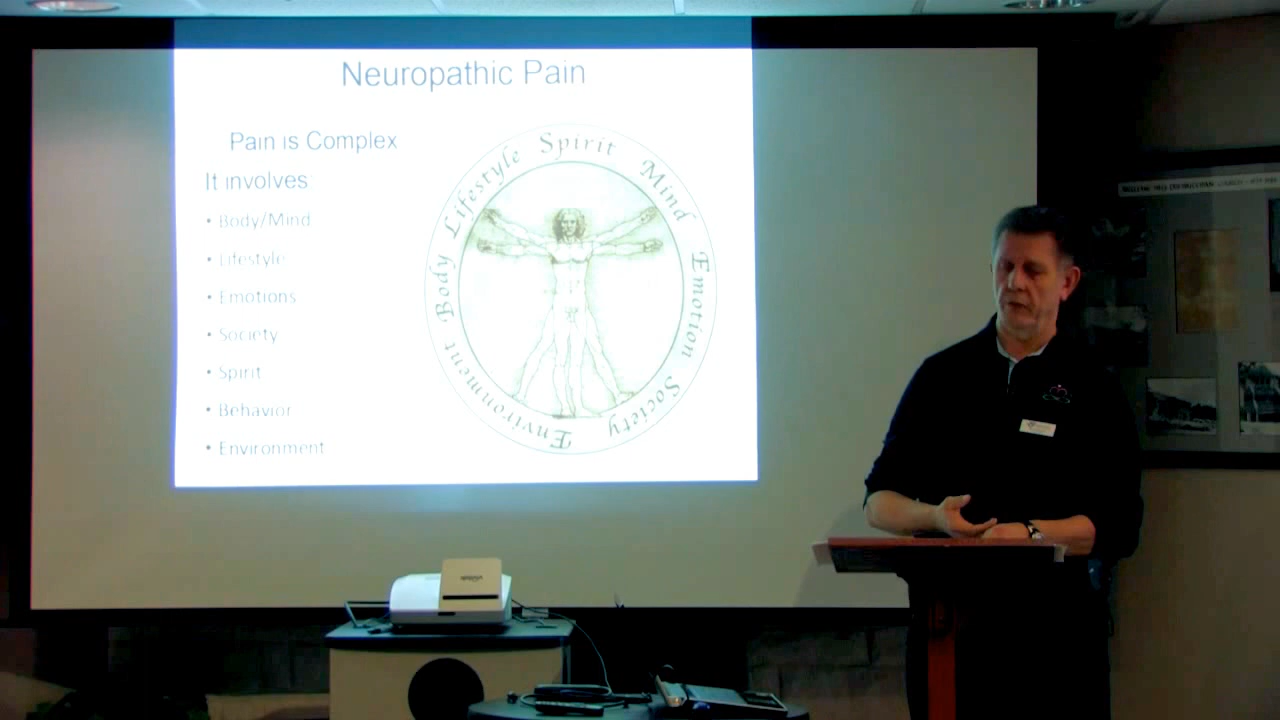 Neuropathic Pain
Pain is Complex
It involves:
• Body/Mind
• Lifestyle
• Emotions
• Society
• Spirit
• Behavior
• Environment
Body Lifestyle Spirit Mind Emotion Society Environment